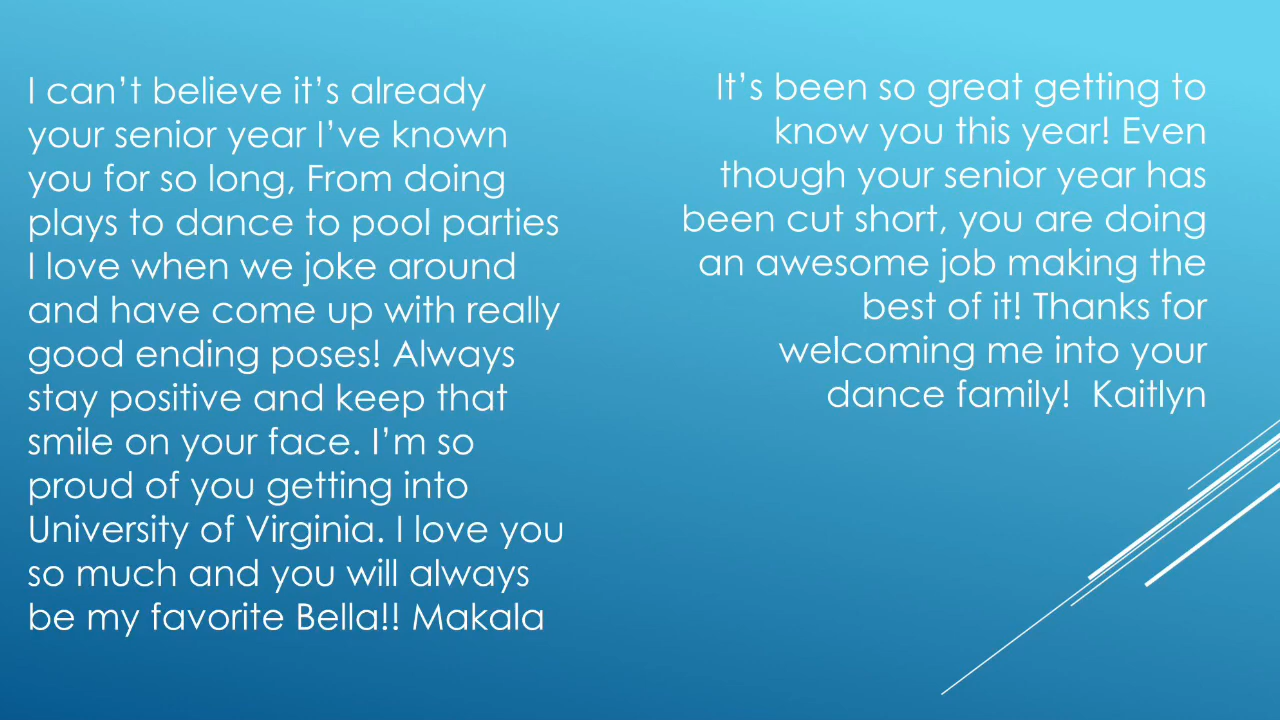 I can’t believe it’s already
your senior year I’ve known
you for so long, From doing
plays to dance to pool parties
I love when we joke around
and have come up with really
good ending poses! Always
stay positive and keep that
smile on your face. I’m so
proud of you getting into
University of Virginia. I love you
so much and you will always
be my favorite Bella!! Makala
It’s been so great getting to
know you this year! Even
though your senior year has
been cut short, you are doing
an awesome job making the
best of it! Thanks for
welcoming me into your
dance family!  Kaitlyn